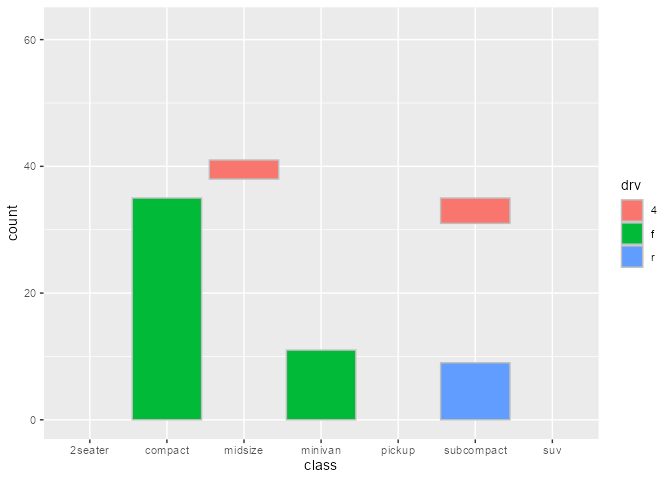 60
40
20
0
count
2seater compact midsize minivan pickup subcompact suv
class
drv
4
f
r